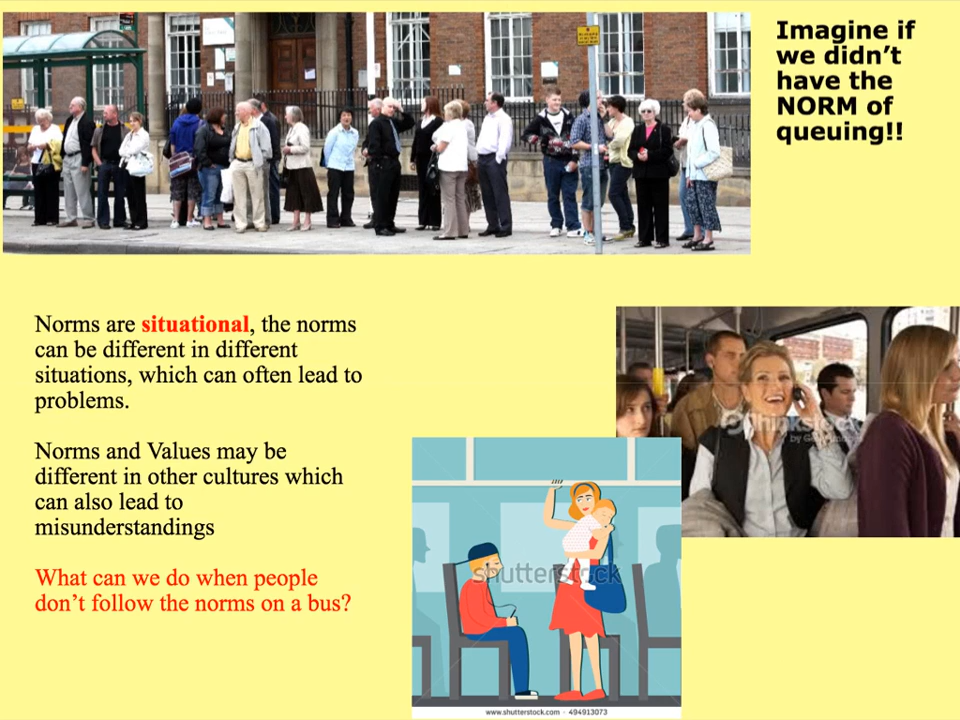 Imagine if
we didn't
have the
NORM of
queuing!!
Norms are situational, the norms
can be different in different
situations, which can often lead to
problems.
Norms and Values may be
different in other cultures which
can also lead to
misunderstandings
What can we do when people
don't follow the norms on a bus?
thinkstock
shutterstock
www.shutterstock.com · 494913073